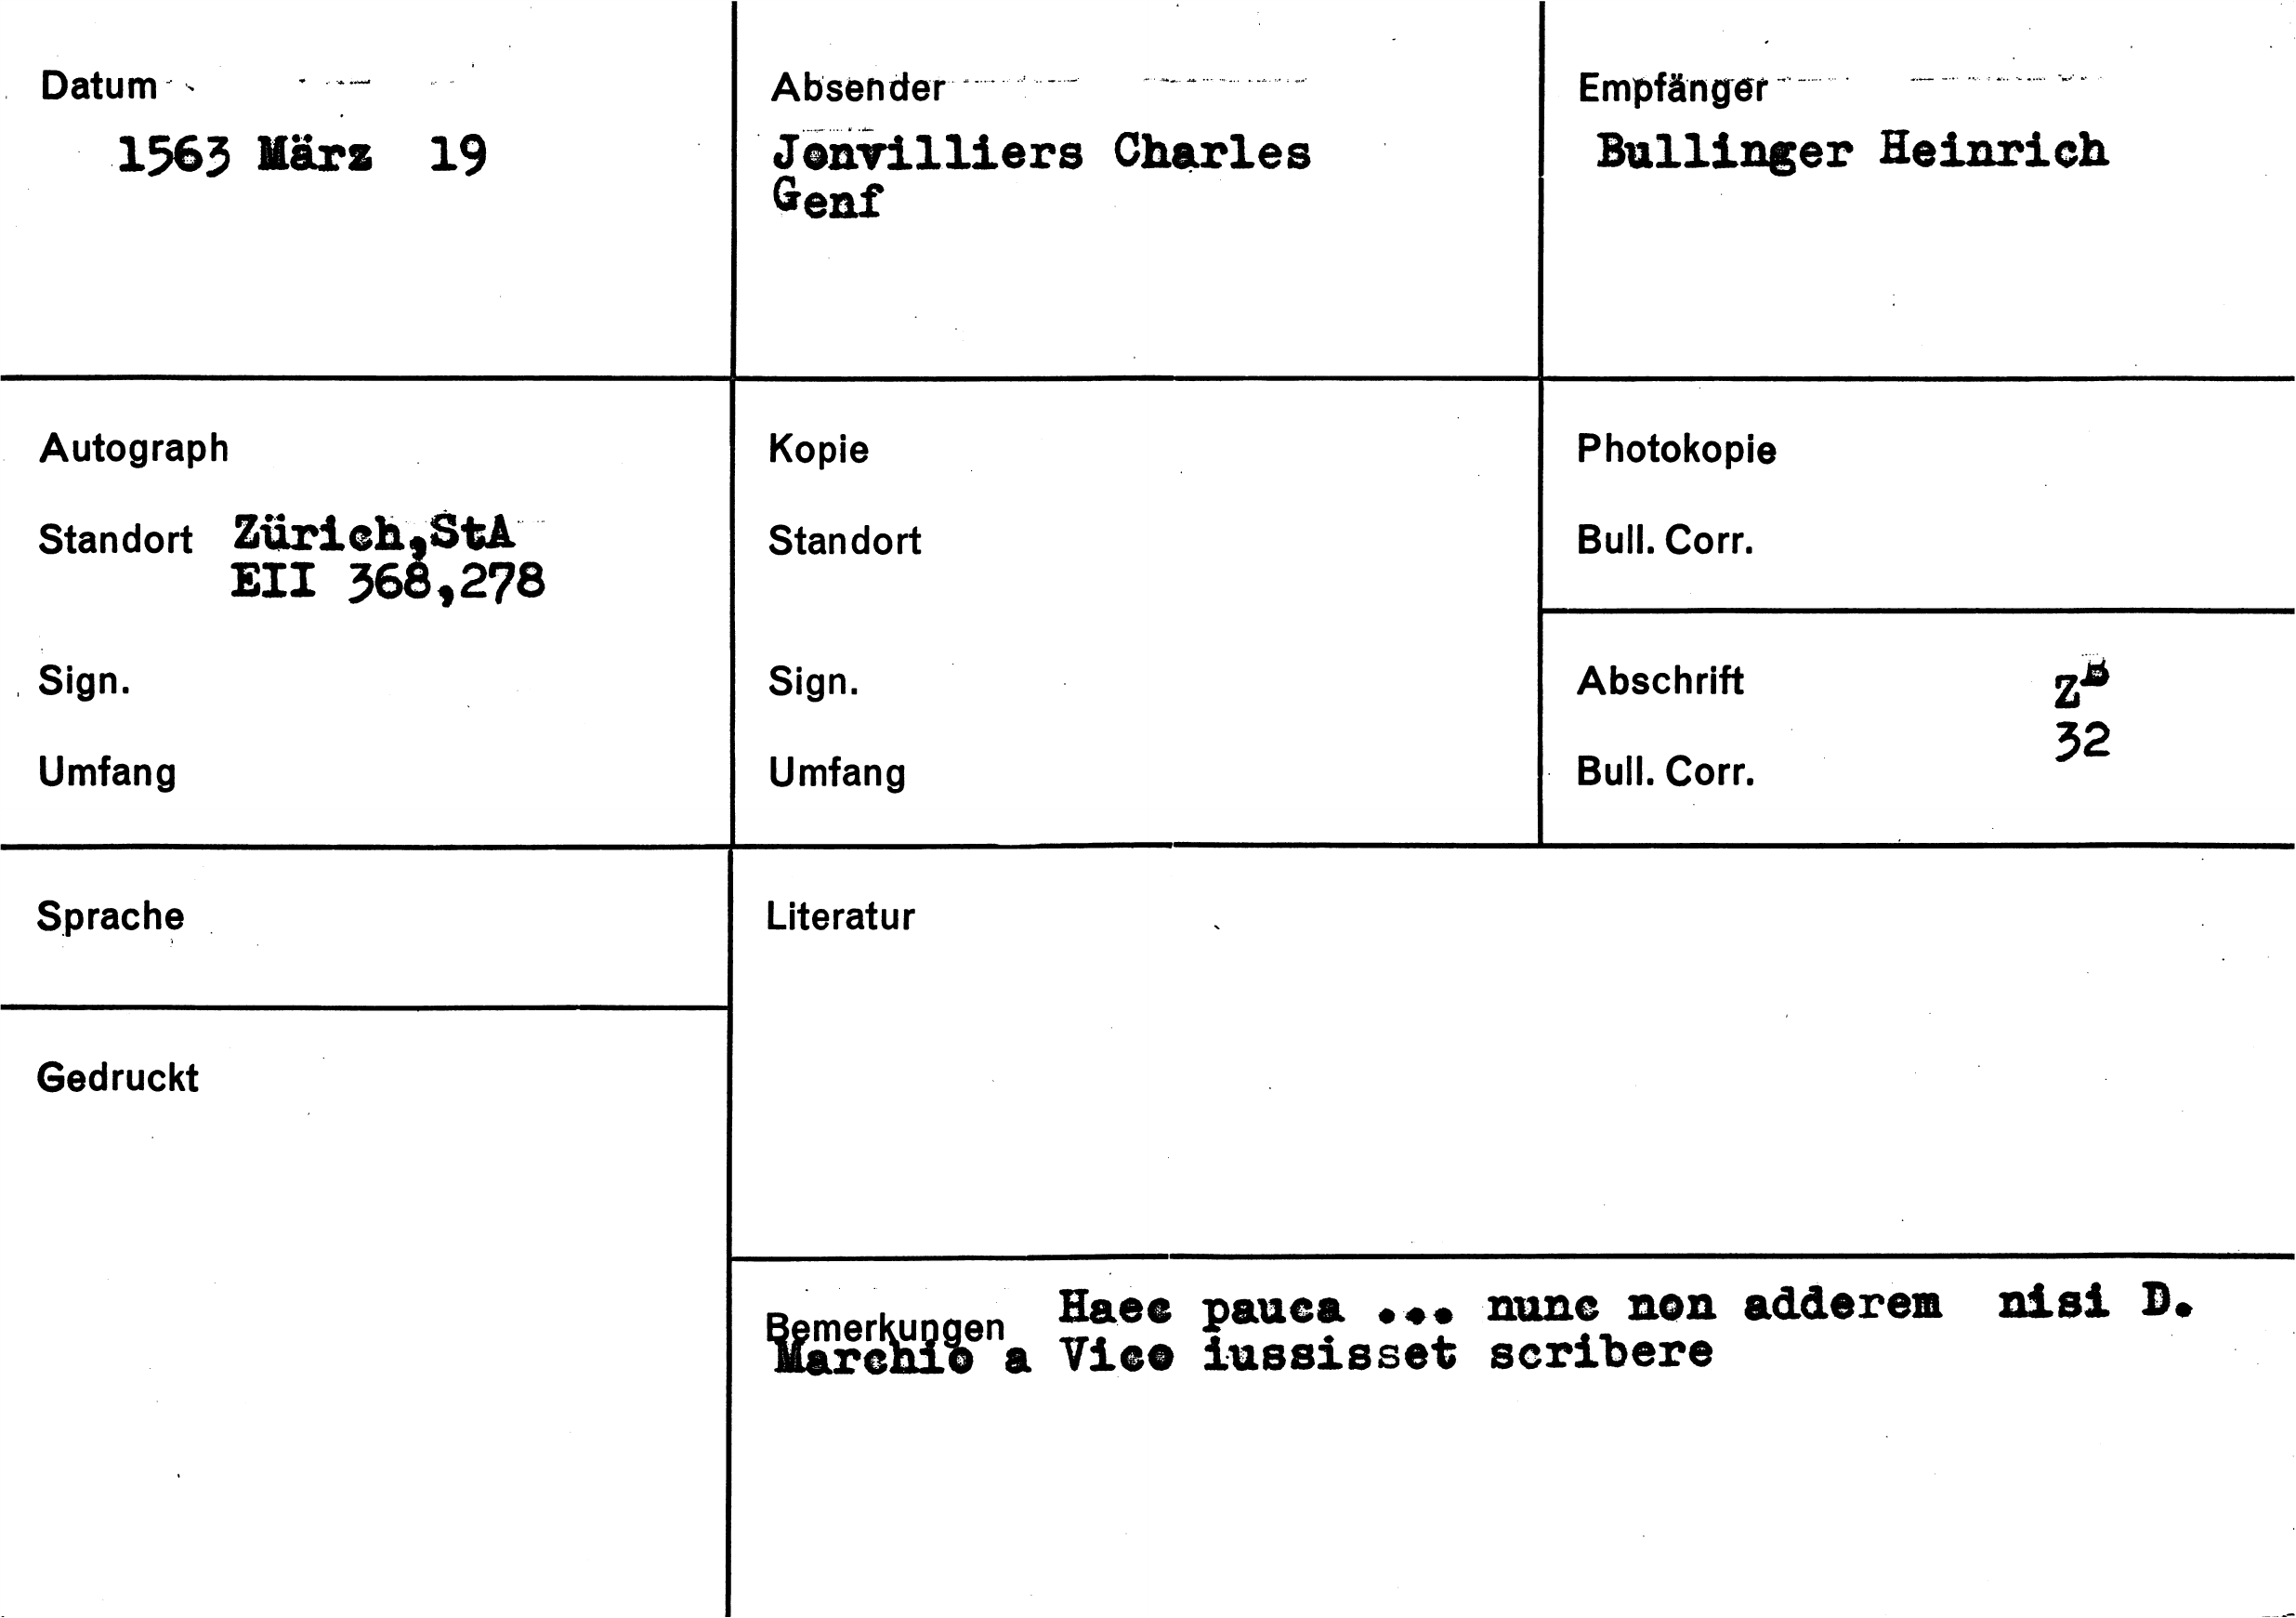 Datum
1563 März 19
Absender
Jonvilliers Charles
Genf
Empfänger
Bullinger Heinrich
Autograph
Standort Zürich,StA
EII 368,278
Sign.
Umfang
Kopie
Standort
Sign.
Umfang
Photokopie
Bull. Corr.
Abschrift ZB
32
Bull. Corr.
Sprache
Gedruckt
Literatur
Bemerkungen Haec pauca ... nunc non adderem nisi D.
Marchio a Vico iussisset scribere